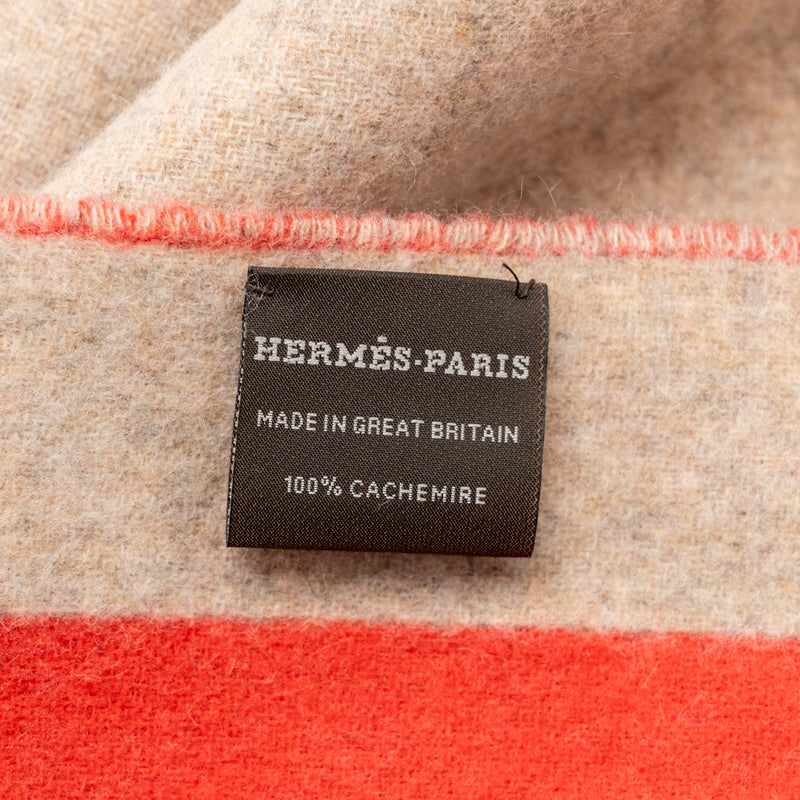 HERMÉS-PARIS
MADE IN GREAT BRITAIN
100% CACHEMIRE